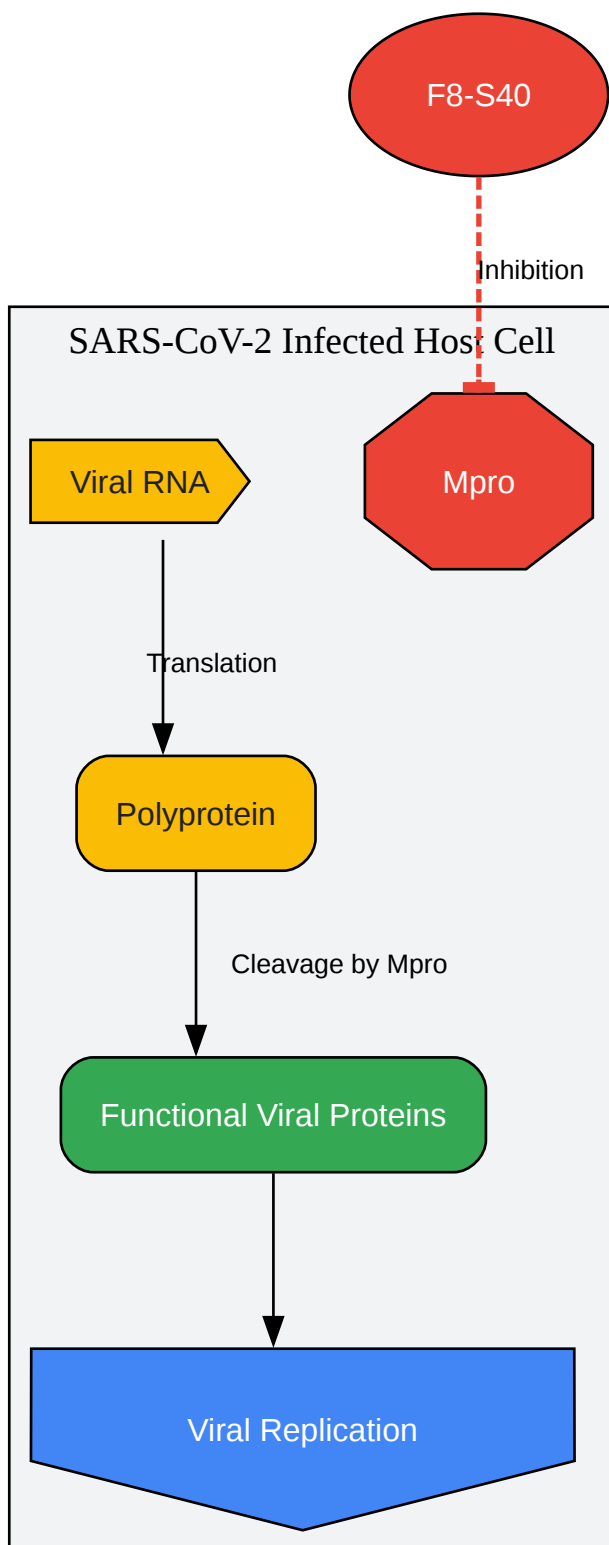 F8-S40
Inhibition
SARS-CoV-2 Infected Host Cell
Viral RNA
Mpro
Translation
Polyprotein
Cleavage by Mpro
Functional Viral Proteins
Viral Replication